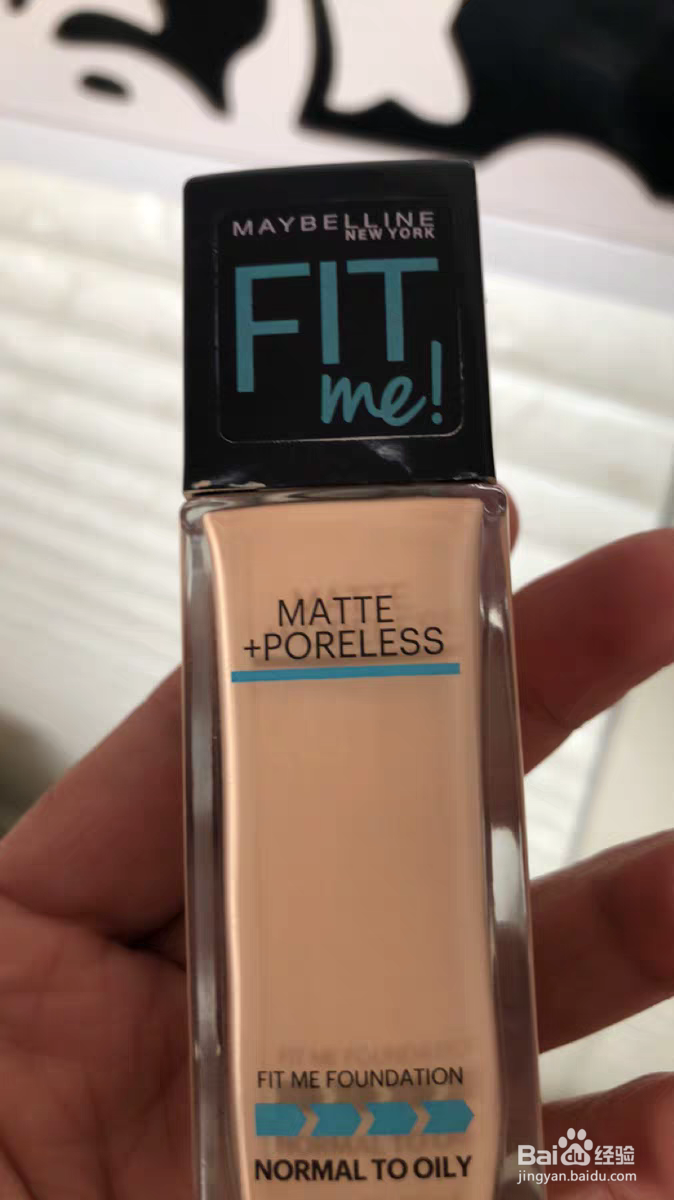 MAYBELLINE
NEW YORK
FIT
me!
MATTE
+PORELESS
FIT ME FOUNDATION
NORMAL TO OILY
Baidu经验
jingyan.baidu.com